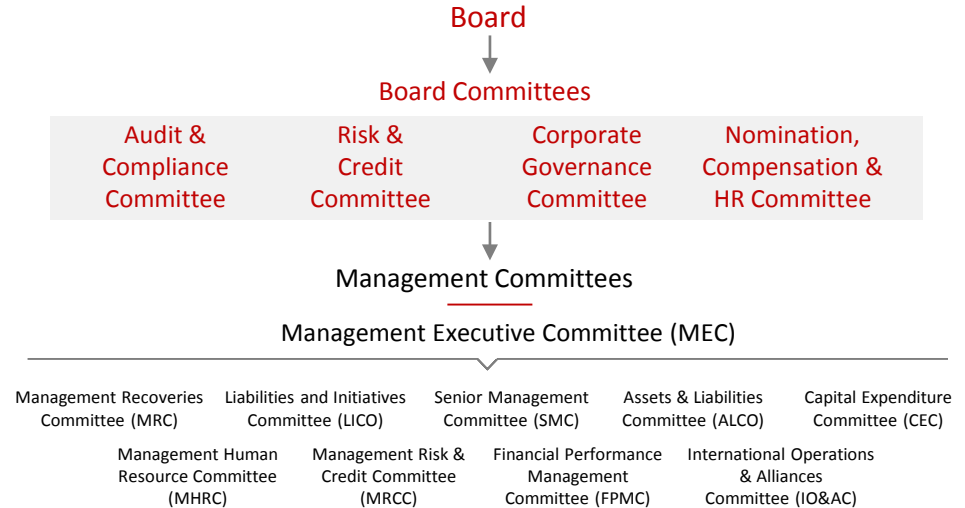 Board
Board Committees
Audit &
Compliance
Committee
Risk &
Credit
Committee
Corporate
Governance
Committee
Nomination,
Compensation &
HR Committee
Management Committees
Management Executive Committee (MEC)
Management Recoveries
Committee (MRC)
Liabilities and Initiatives
Committee (LICO)
Senior Management
Committee (SMC)
Assets & Liabilities
Committee (ALCO)
Capital Expenditure
Committee (CEC)
Management Human
Resource Committee
(MHRC)
Management Risk &
Credit Committee
(MRCC)
Financial Performance
Management
Committee (FPMC)
International Operations
& Alliances
Committee (IO&AC)